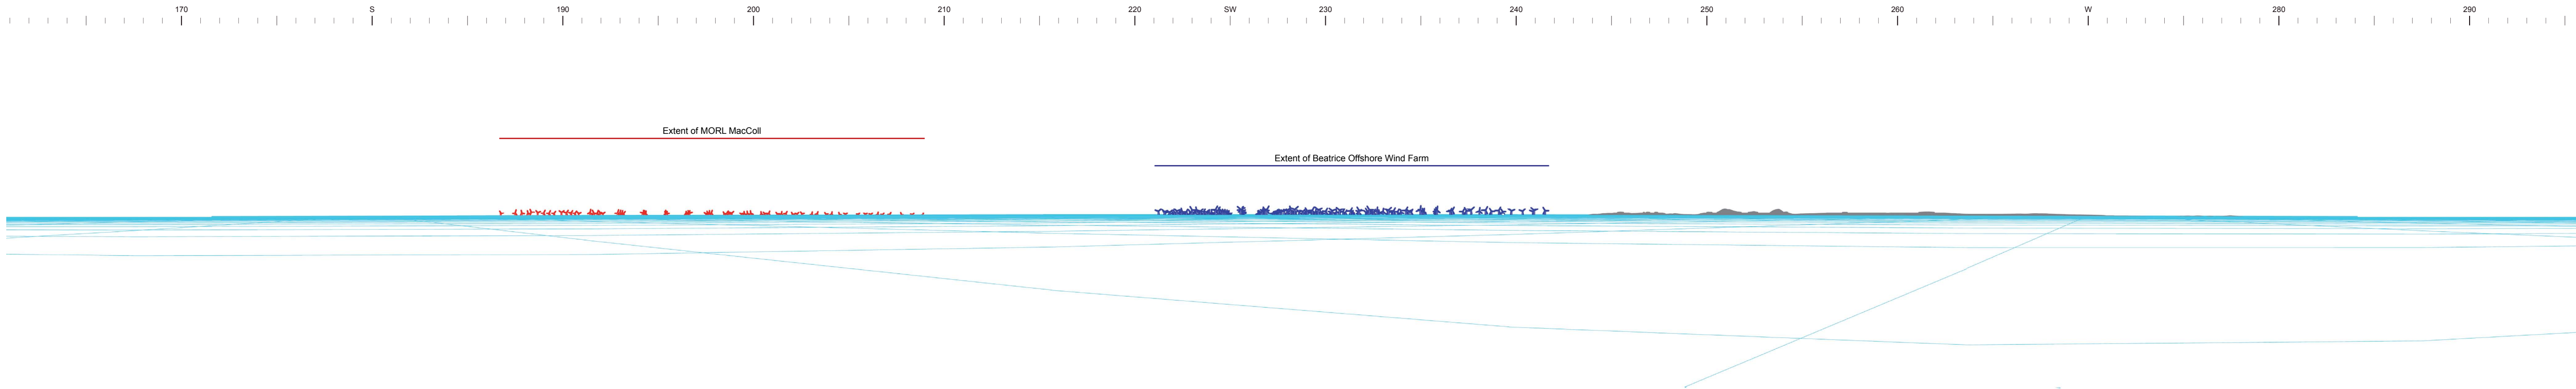 170 S 190 200 210 220 SW 230 240 250 260 W 280 290
Extent of MORL MacColl
Extent of Beatrice Offshore Wind Farm